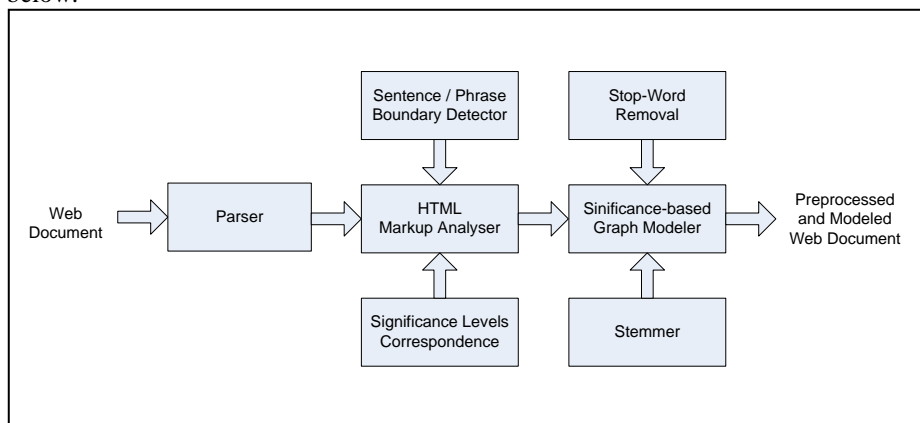 below.
Sentence / Phrase
Boundary Detector
Stop-Word
Removal
Web
Document
Parser
HTML
Markup Analyser
Sinificance-based
Graph Modeler
Preprocessed
and Modeled
Web Document
Significance Levels
Correspondence
Stemmer